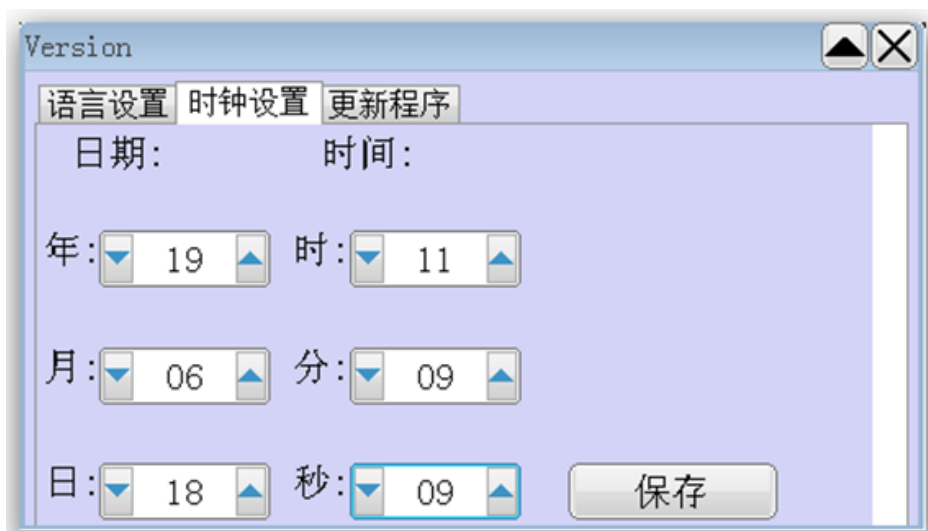 Version
语言设置 时钟设置 更新程序
日期: 时间:
年: 19 时: 11
月: 06 分: 09
日: 18 秒: 09 保存